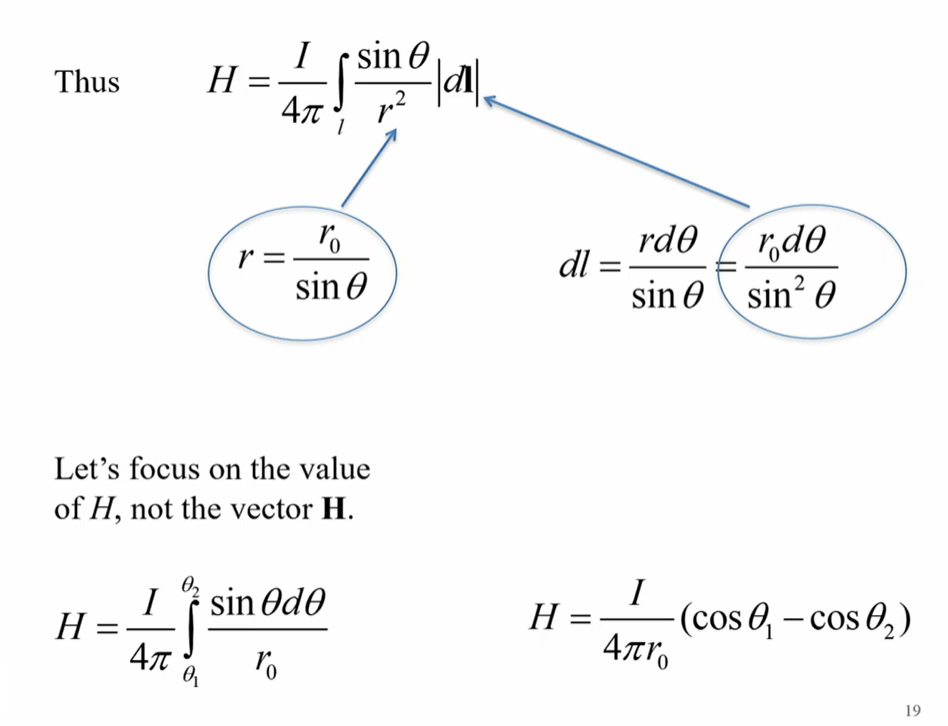 Thus $H = \frac{I}{4\pi} \int_{l} \frac{\sin\theta}{r^2} |d\mathbf{l}|$
$r = \frac{r_0}{\sin\theta}$
$dl = \frac{rd\theta}{\sin\theta} = \frac{r_0 d\theta}{\sin^2\theta}$
Let's focus on the value
of H, not the vector H.
$H = \frac{I}{4\pi} \int_{\theta_1}^{\theta_2} \frac{\sin\theta d\theta}{r_0}$
$H = \frac{I}{4\pi r_0} (\cos\theta_1 - \cos\theta_2)$
19